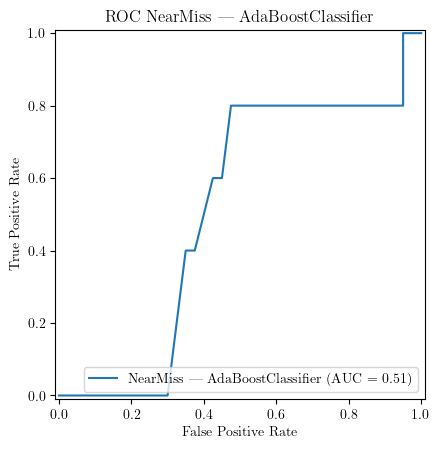 ROC NearMiss — AdaBoostClassifier
1.0
0.8
0.6
0.4
0.2
0.0
True Positive Rate
NearMiss — AdaBoostClassifier (AUC = 0.51)
0.0 0.2 0.4 0.6 0.8 1.0
False Positive Rate